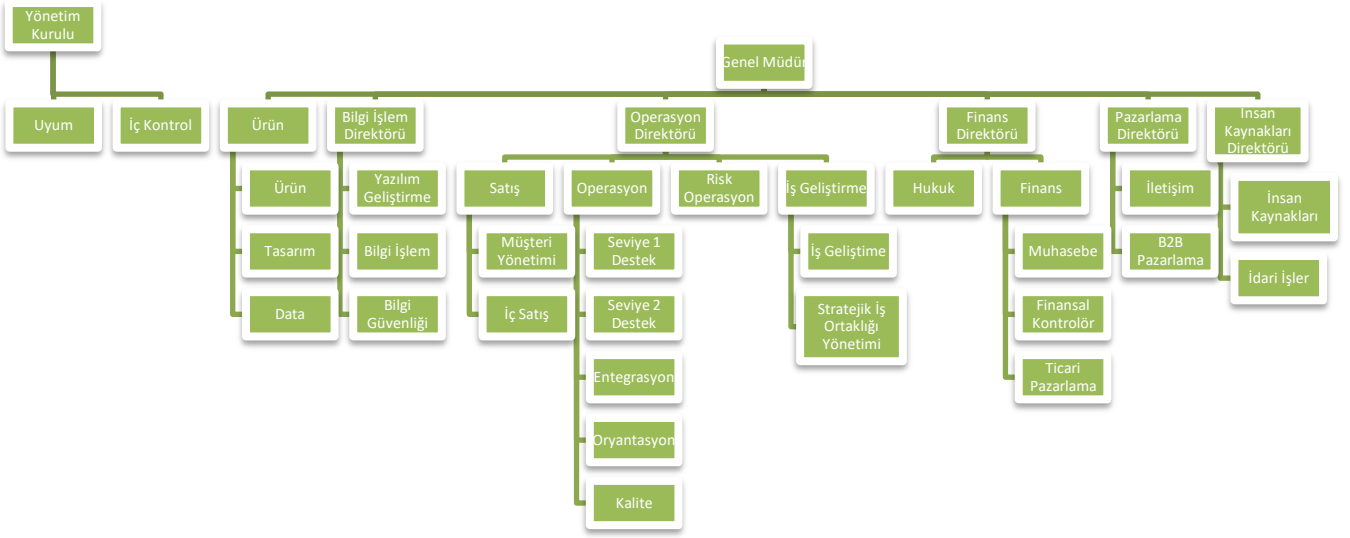 Yönetim
Kurulu
Genel Müdür
Uyum
İç Kontrol
Ürün
Bilgi İşlem
Direktörü
Operasyon
Direktörü
Finans
Direktörü
Pazarlama
Direktörü
İnsan
Kaynakları
Direktörü
Ürün
Yazılım
Geliştirme
Satış
Operasyon
Risk
Operasyon
İş Geliştirme
Hukuk
Finans
İletişim
İnsan
Kaynakları
Tasarım
Bilgi İşlem
Müşteri
Yönetimi
Seviye 1
Destek
İş Geliştime
Muhasebe
B2B
Pazarlama
İdari İşler
Data
Bilgi
Güvenliği
İç Satış
Seviye 2
Destek
Stratejik İş
Ortaklığı
Yönetimi
Finansal
Kontrolör
Entegrasyon
Ticari
Pazarlama
Oryantasyon
Kalite